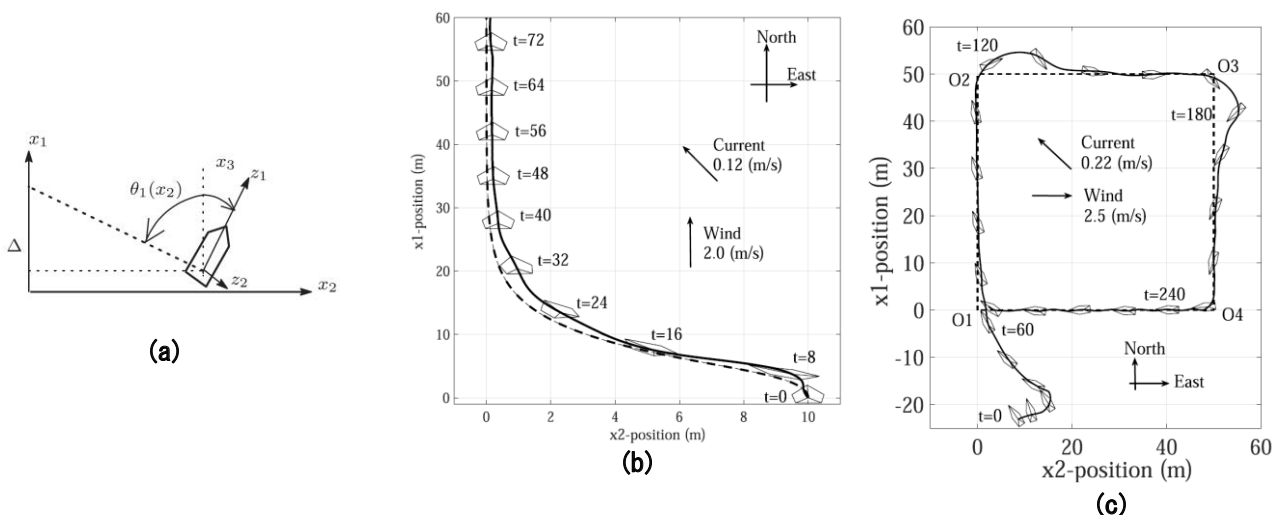 x₁
x₃
z₁
θ₁(x₂)
Δ
z₂
x₂
(a)
60
50
40
30
20
10
0
x1-position (m)
0
2
4
6
8
10
x2-position (m)
t=72
t=64
t=56
t=48
t=40
t=32
t=24
t=16
t=8
t=0
North
East
Current
0.12 (m/s)
Wind
2.0 (m/s)
(b)
60
50
40
30
20
10
0
-10
-20
x1-position (m)
0
20
40
60
x2-position (m)
t=120
O2
O3
t=180
Current
0.22 (m/s)
Wind
2.5 (m/s)
t=240
O1
O4
t=60
North
East
t=0
(c)